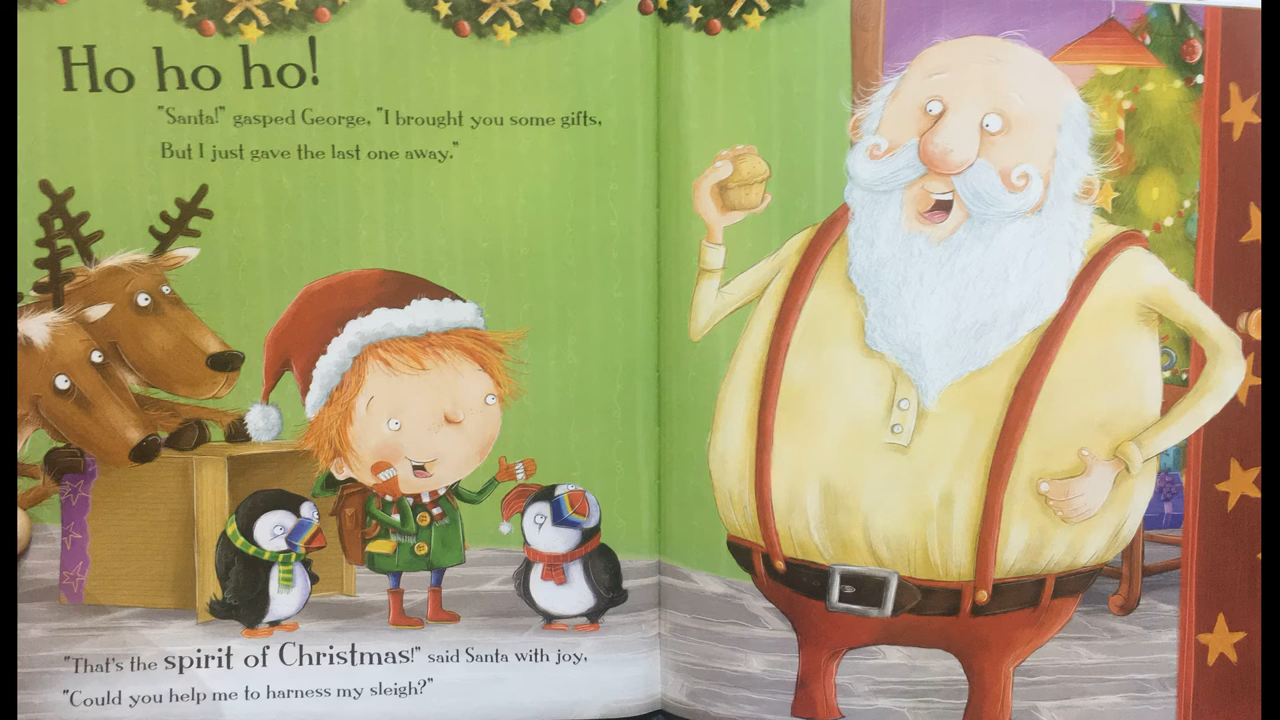 Ho ho ho!
"Santa!" gasped George, "I brought you some gifts,
But I just gave the last one away."
"That's the spirit of Christmas!" said Santa with joy,
"Could you help me to harness my sleigh?"